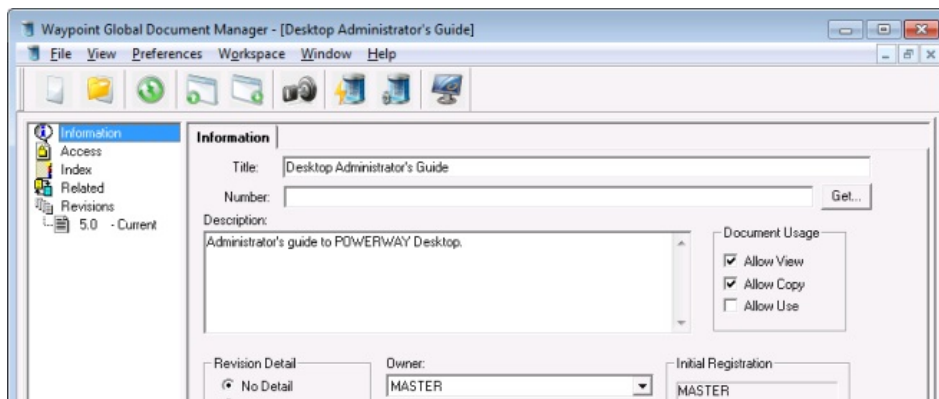 Waypoint Global Document Manager - [Desktop Administrator's Guide]
File View Preferences Workspace Window Help
Information
Access
Index
Related
Revisions
5.0 - Current
Information
Title: Desktop Administrator's Guide
Number: Get...
Description:
Administrator's guide to POWERWAY Desktop.
Document Usage
Allow View
Allow Copy
Allow Use
Revision Detail
No Detail
Owner:
MASTER
Initial Registration
MASTER